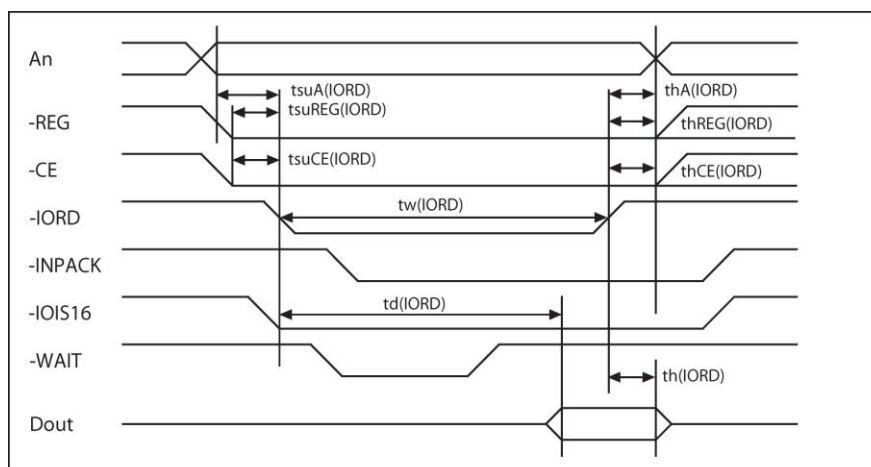 An
tsuA(IORD)
thA(IORD)
tsuREG(IORD)
-REG
thREG(IORD)
tsuCE(IORD)
-CE
thCE(IORD)
tw(IORD)
-IORD
-INPACK
td(IORD)
-IOIS16
-WAIT
th(IORD)
Dout